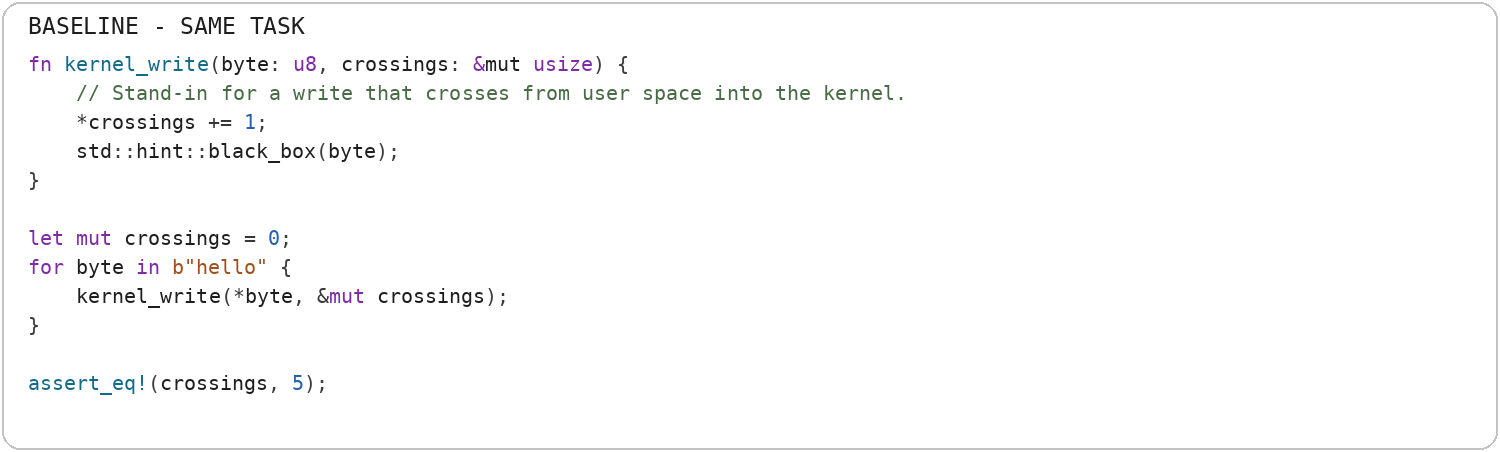 BASELINE - SAME TASK
fn kernel_write(byte: u8, crossings: &mut usize) {
    // Stand-in for a write that crosses from user space into the kernel.
    *crossings += 1;
    std::hint::black_box(byte);
}

let mut crossings = 0;
for byte in b"hello" {
    kernel_write(*byte, &mut crossings);
}

assert_eq!(crossings, 5);